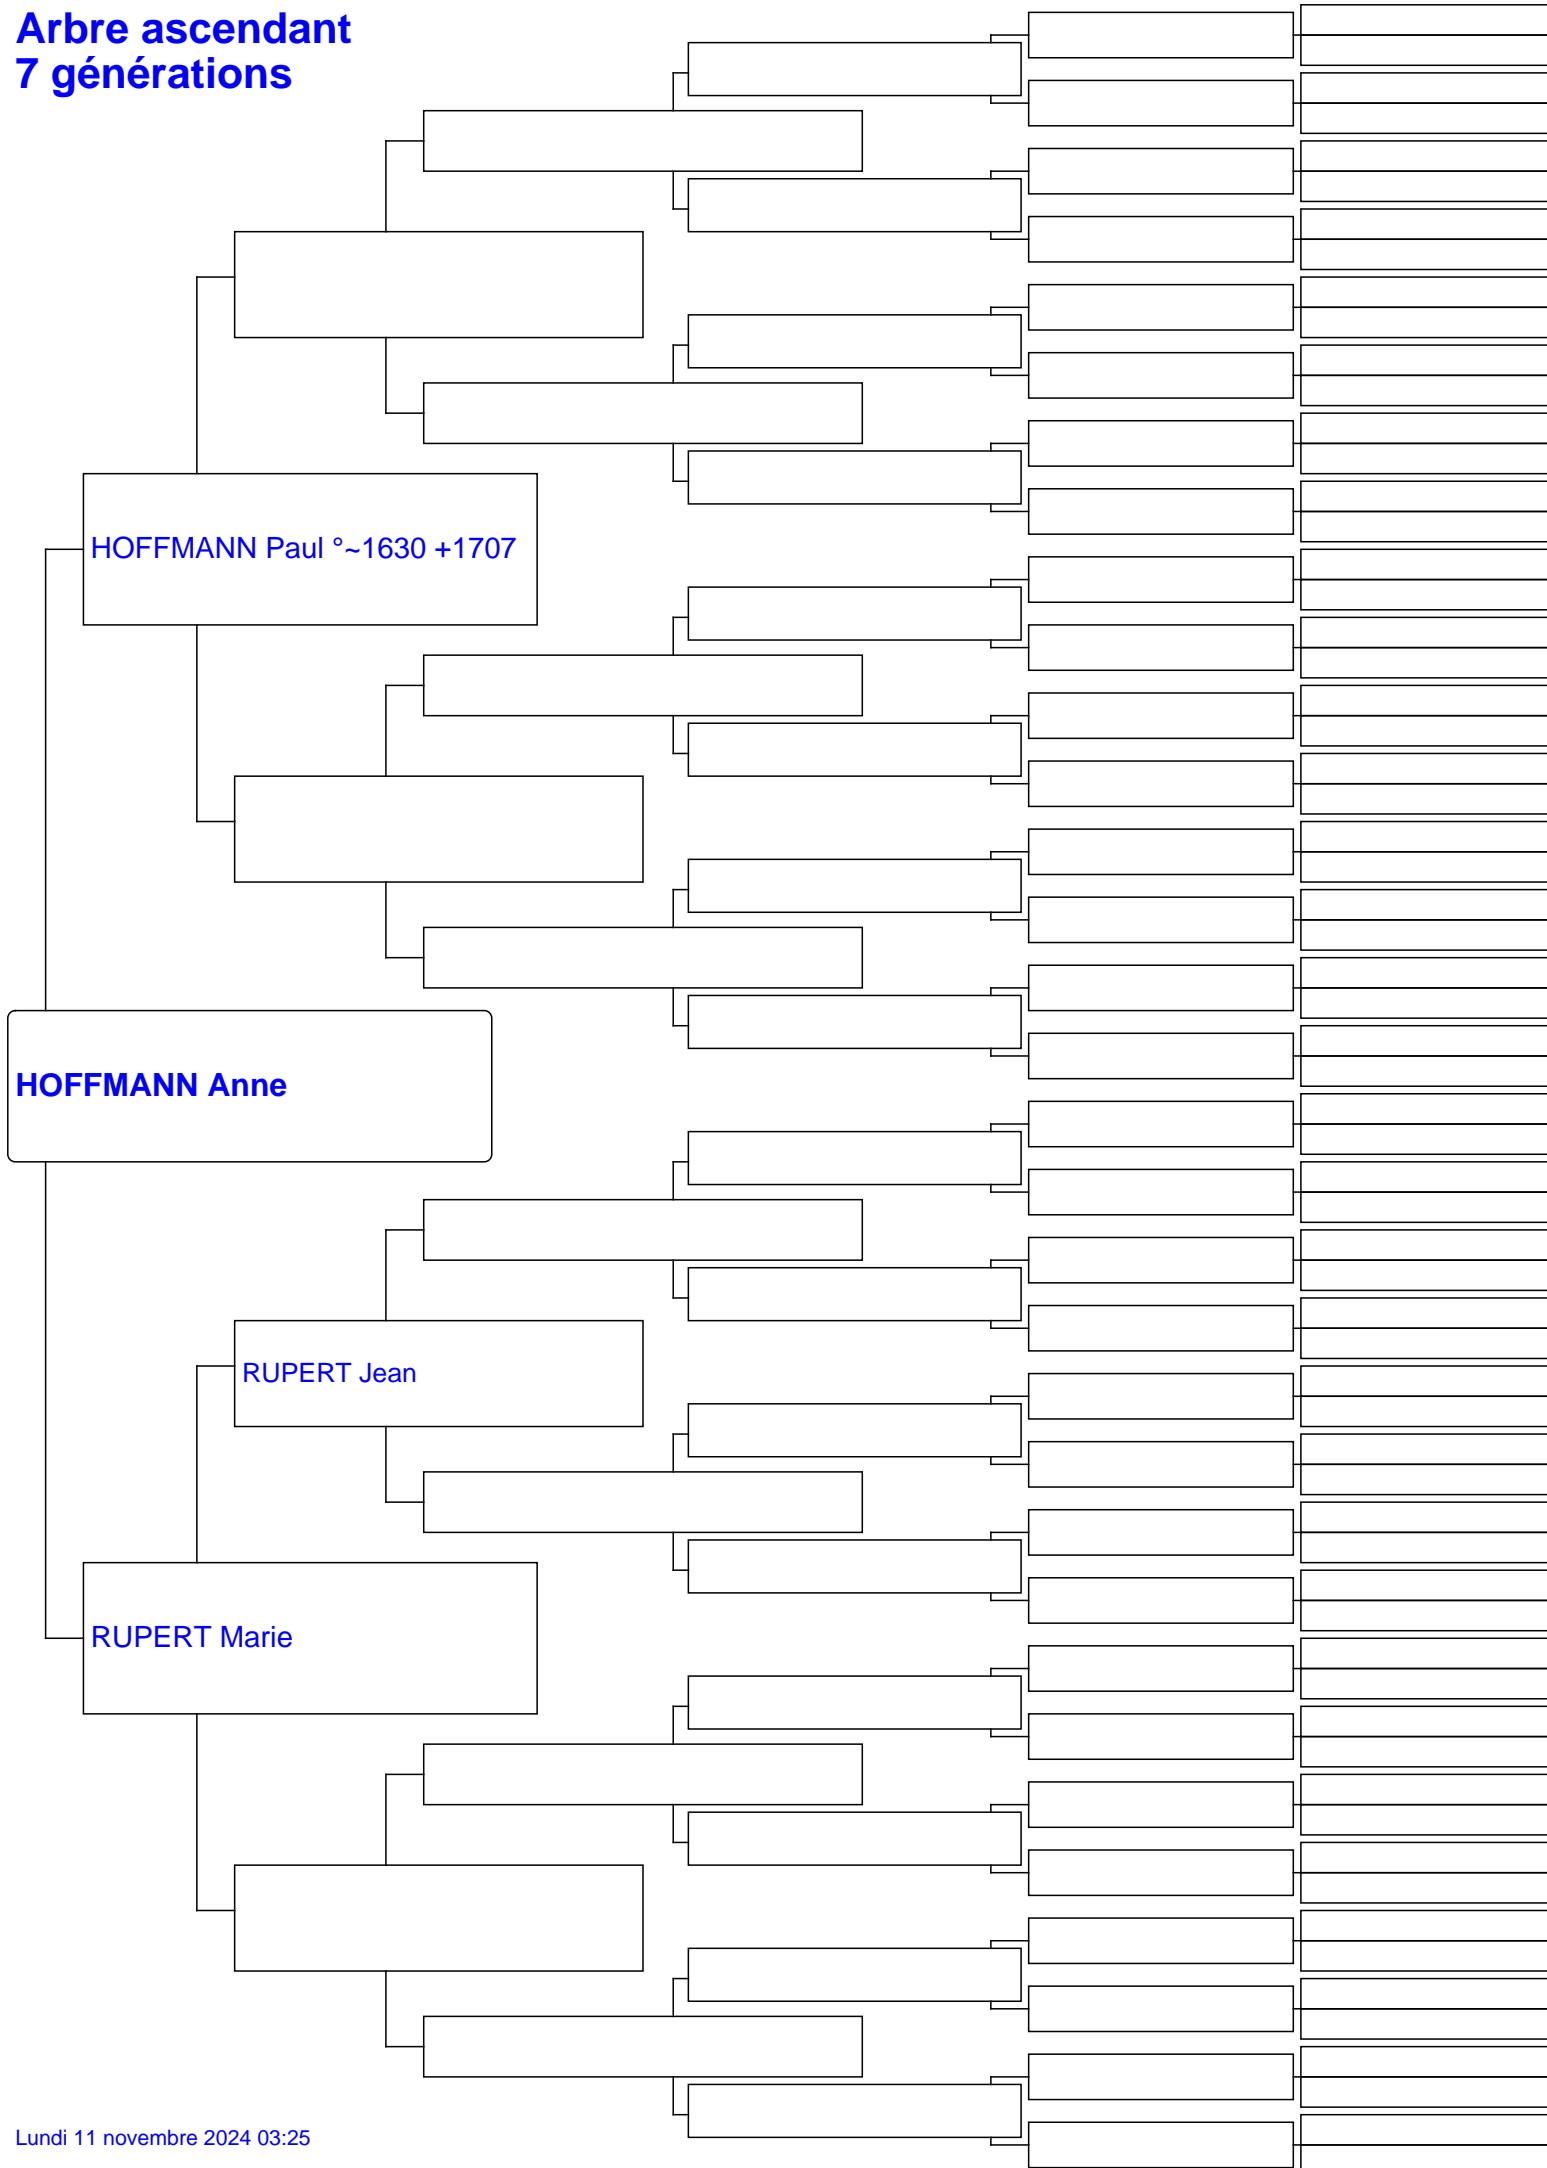 Arbre ascendant
7 générations
HOFFMANN Paul °~1630 +1707
HOFFMANN Anne
RUPERT Jean
RUPERT Marie
Lundi 11 novembre 2024 03:25